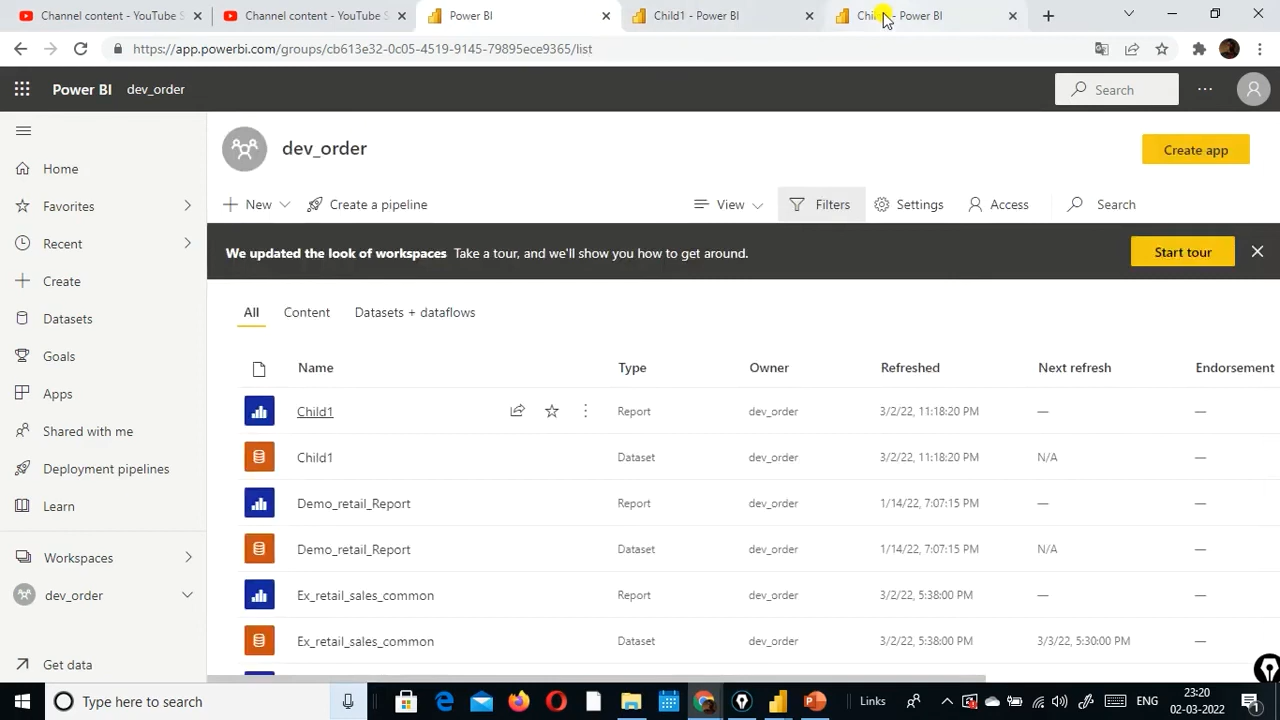 Channel content - YouTube S
Channel content - YouTube S
Power BI
Child1 - Power BI
Power BI
https://app.powerbi.com/groups/cb613e32-0c05-4519-9145-79895ece9365/list
Power BI dev_order
Search
dev_order
Create app
New
Create a pipeline
View
Filters
Settings
Access
Search
We updated the look of workspaces Take a tour, and we'll show you how to get around.
Start tour
Home
Favorites
Recent
Create
Datasets
Goals
Apps
Shared with me
Deployment pipelines
Learn
Workspaces
dev_order
Get data
All Content Datasets + dataflows
Name Type Owner Refreshed Next refresh Endorsement
Child1 Report dev_order 3/2/22, 11:18:20 PM —  —
Child1 Dataset dev_order 3/2/22, 11:18:20 PM N/A —
Demo_retail_Report Report dev_order 1/14/22, 7:07:15 PM — —
Demo_retail_Report Dataset dev_order 1/14/22, 7:07:15 PM N/A —
Ex_retail_sales_common Report dev_order 3/2/22, 5:38:00 PM — —
Ex_retail_sales_common Dataset dev_order 3/2/22, 5:38:00 PM 3/3/22, 5:30:00 PM —
Type here to search
Links
ENG
23:20
02-03-2022
1